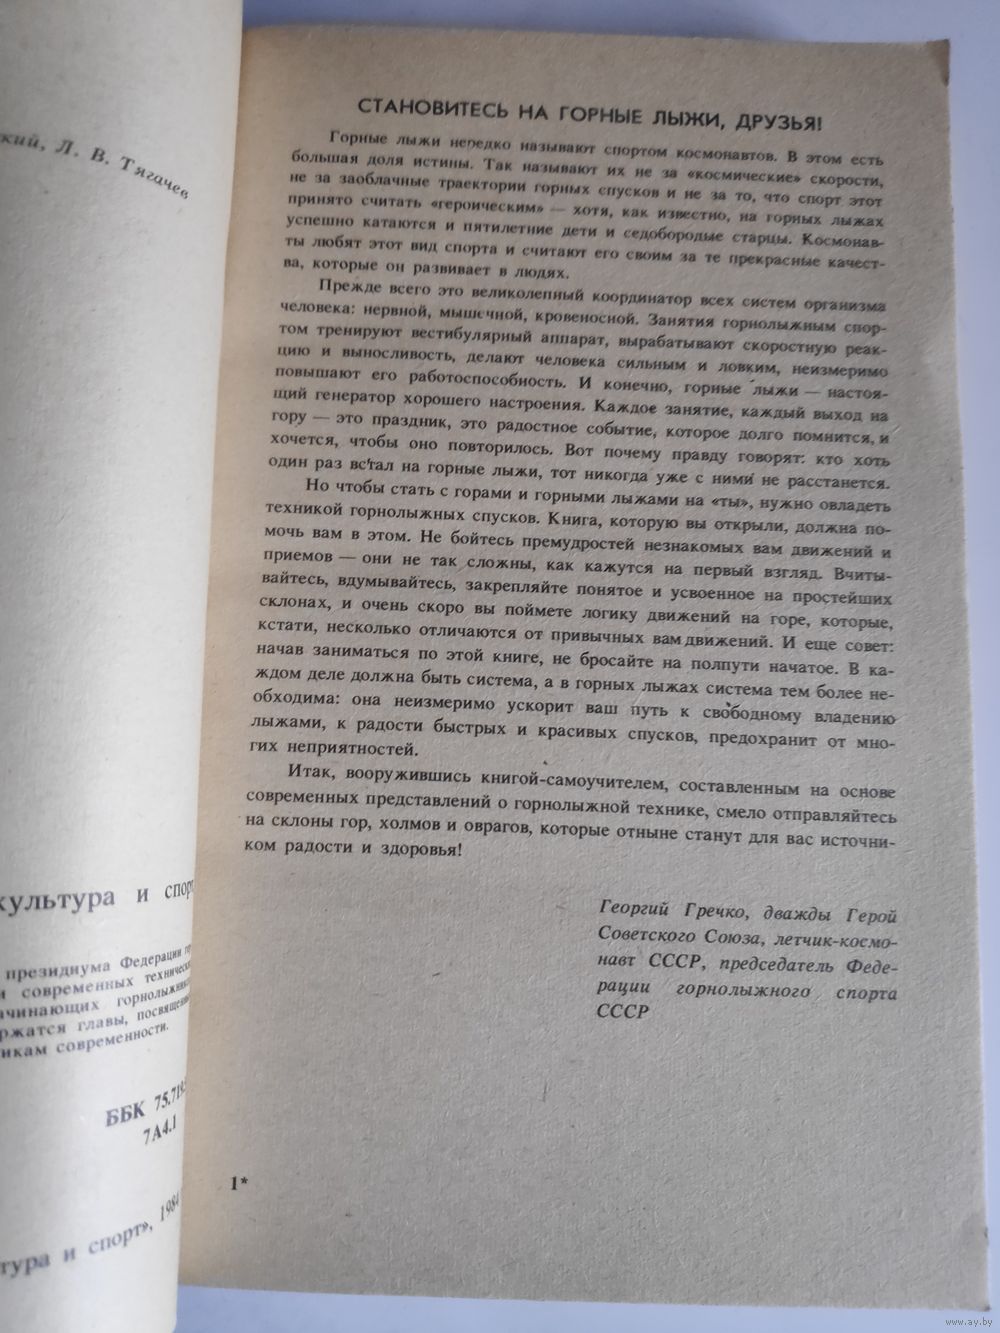 кий, Л. В. Тягачев
культура и спорт
президиума Федерации
современных
чинающих
ржатся главы,
икам современности.
ББК 75.719
7А4.1
тура и спорт», 1984
СТАНОВИТЕСЬ НА ГОРНЫЕ ЛЫЖИ, ДРУЗЬЯ!
Горные лыжи нередко называют спортом космонавтов. В этом есть
большая доля истины. Так называют их не за «космические» скорости,
не за заоблачные траектории горных спусков и не за то, что спорт этот
принято считать «героическим» — хотя, как известно, на горных лыжах
успешно катаются и пятилетние дети и седобородые старцы. Космонав-
ты любят этот вид спорта и считают его своим за те прекрасные качест-
ва, которые он развивает в людях.
Прежде всего это великолепный координатор всех систем организма
человека: нервной, мышечной, кровеносной. Занятия горнолыжным спор-
том тренируют вестибулярный аппарат, вырабатывают скоростную реак-
цию и выносливость, делают человека сильным и ловким, неизмеримо
повышают его работоспособность. И конечно, горные лыжи — настоя-
щий генератор хорошего настроения. Каждое занятие, каждый выход на
гору — это праздник, это радостное событие, которое долго помнится, и
хочется, чтобы оно повторилось. Вот почему правду говорят: кто хоть
один раз встал на горные лыжи, тот никогда уже с ними не расстанется.
Но чтобы стать с горами и горными лыжами на «ты», нужно овладеть
техникой горнолыжных спусков. Книга, которую вы открыли, должна по-
мочь вам в этом. Не бойтесь премудростей незнакомых вам движений и
приемов — они не так сложны, как кажутся на первый взгляд. Вчиты-
вайтесь, вдумывайтесь, закрепляйте понятое и усвоенное на простейших
склонах, и очень скоро вы поймете логику движений на горе, которые,
кстати, несколько отличаются от привычных вам движений. И еще совет:
начав заниматься по этой книге, не бросайте на полпути начатое. В ка-
ждом деле должна быть система, а в горных лыжах система тем более не-
обходима: она неизмеримо ускорит ваш путь к свободному владению
лыжами, к радости быстрых и красивых спусков, предохранит от мно-
гих неприятностей.
Итак, вооружившись книгой-самоучителем, составленным на основе
современных представлений о горнолыжной технике, смело отправляйтесь
на склоны гор, холмов и оврагов, которые отныне станут для вас источни-
ком радости и здоровья!
Георгий Гречко, дважды Герой
Советского Союза, летчик-космо-
навт СССР, председатель Феде-
рации горнолыжного спорта
СССР
1*
www.ay.by